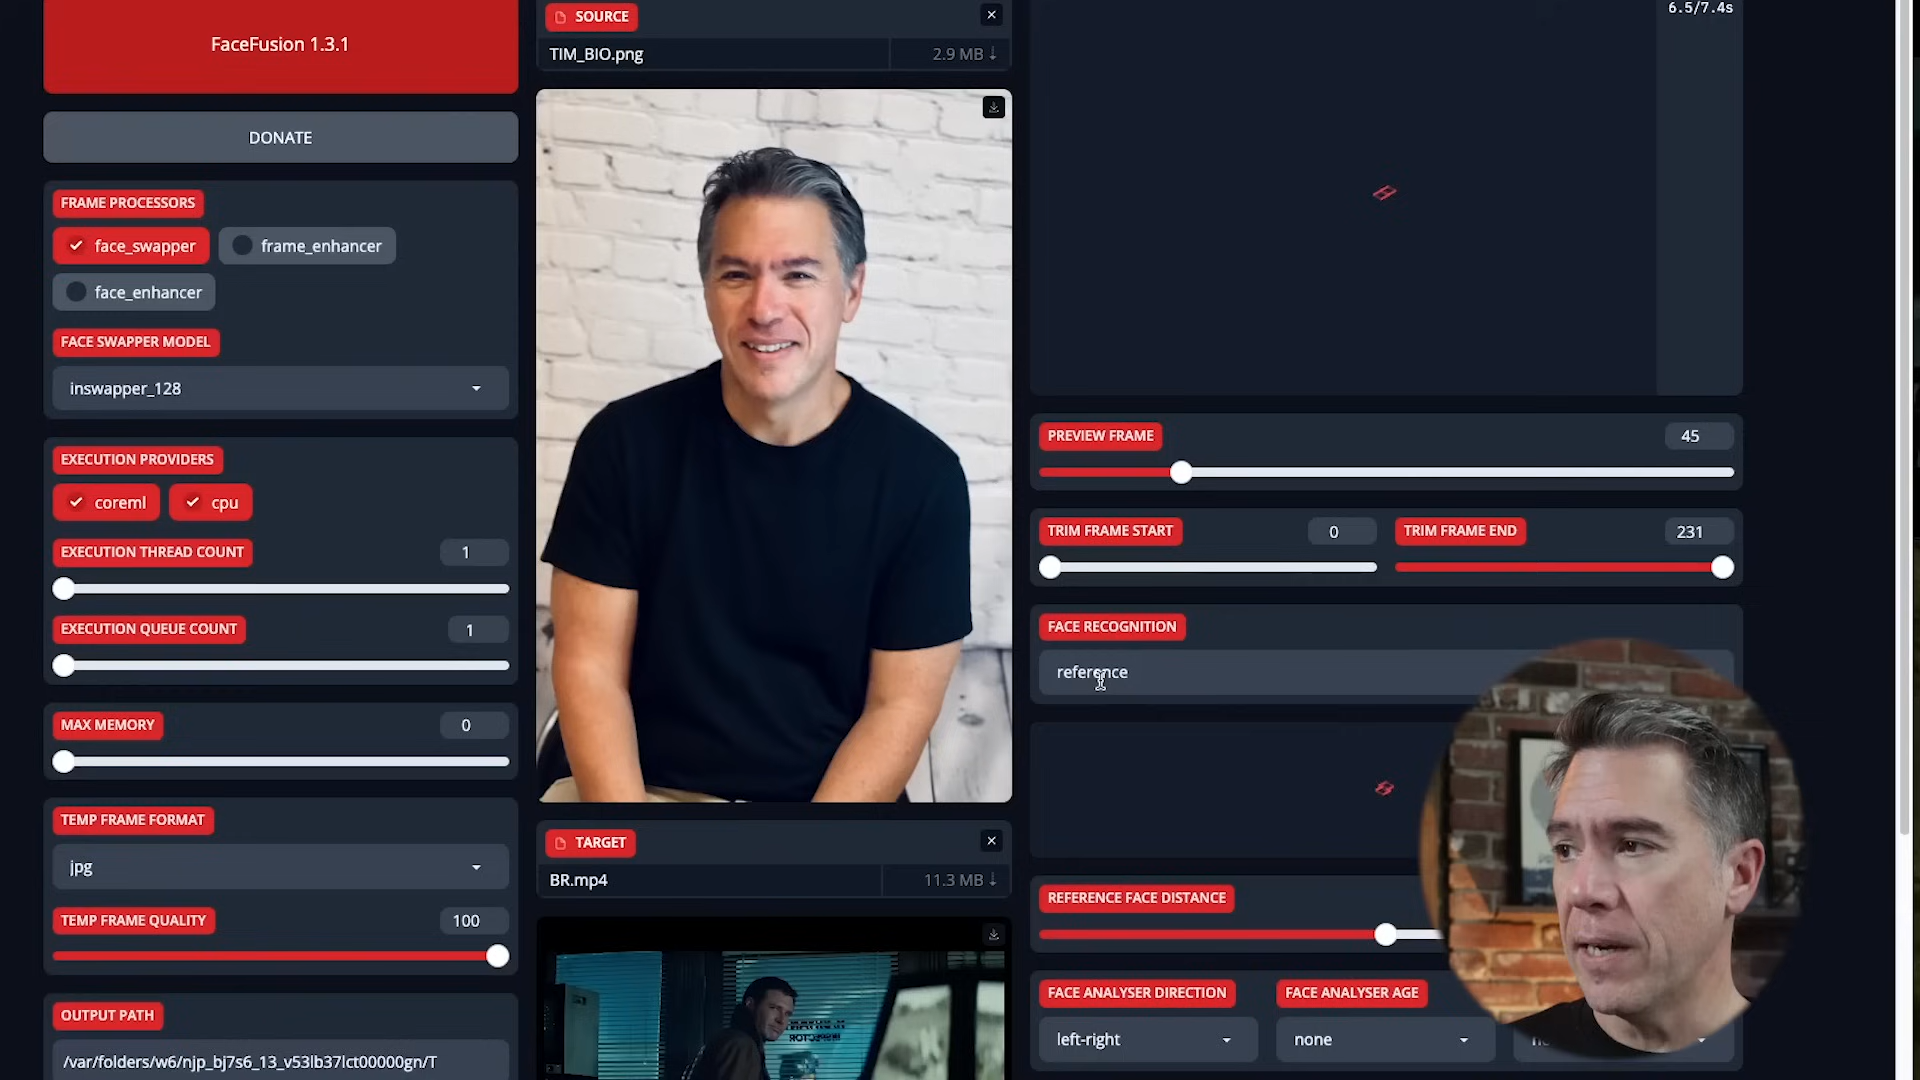 FaceFusion 1.3.1
DONATE
FRAME PROCESSORS
face_swapper
frame_enhancer
face_enhancer
FACE SWAPPER MODEL
inswapper_128
EXECUTION PROVIDERS
coreml
cpu
EXECUTION THREAD COUNT
1
EXECUTION QUEUE COUNT
1
MAX MEMORY
0
TEMP FRAME FORMAT
jpg
TEMP FRAME QUALITY
100
OUTPUT PATH
/var/folders/w6/njp_bj7s6_13_v53lb37lct00000gn/T
SOURCE
TIM_BIO.png
2.9 MB ↓
TARGET
BR.mp4
11.3 MB ↓
6.5/7.4s
PREVIEW FRAME
45
TRIM FRAME START
0
TRIM FRAME END
231
FACE RECOGNITION
reference
REFERENCE FACE DISTANCE
FACE ANALYSER DIRECTION
left-right
FACE ANALYSER AGE
none